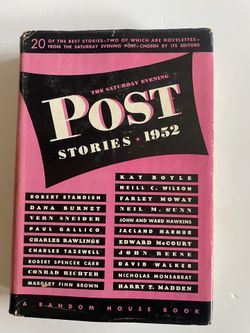 20 OF THE BEST STORIES—TWO OF WHICH ARE NOVELETTES—
FROM THE SATURDAY EVENING POST—CHOSEN BY ITS EDITORS
THE SATURDAY EVENING
POST
STORIES • 1952
KAY BOYLE
NEILL C. WILSON
ROBERT STANDISH
FARLEY MOWAT
DANA BURNET
NEIL M. GUNN
VERN SNEIDER
JOHN AND WARD HAWKINS
PAUL GALLICO
JACLAND MARMUR
CHARLES RAWLINGS
EDWARD McCOURT
CHARLES TAZEWELL
JOHN REESE
ROBERT SPENCER CARR
DAVID WALKER
CONRAD RICHTER
NICHOLAS MONSARRAT
MARGARY FINN BROWN
HARRY T. MADDEN
A RANDOM HOUSE BOOK